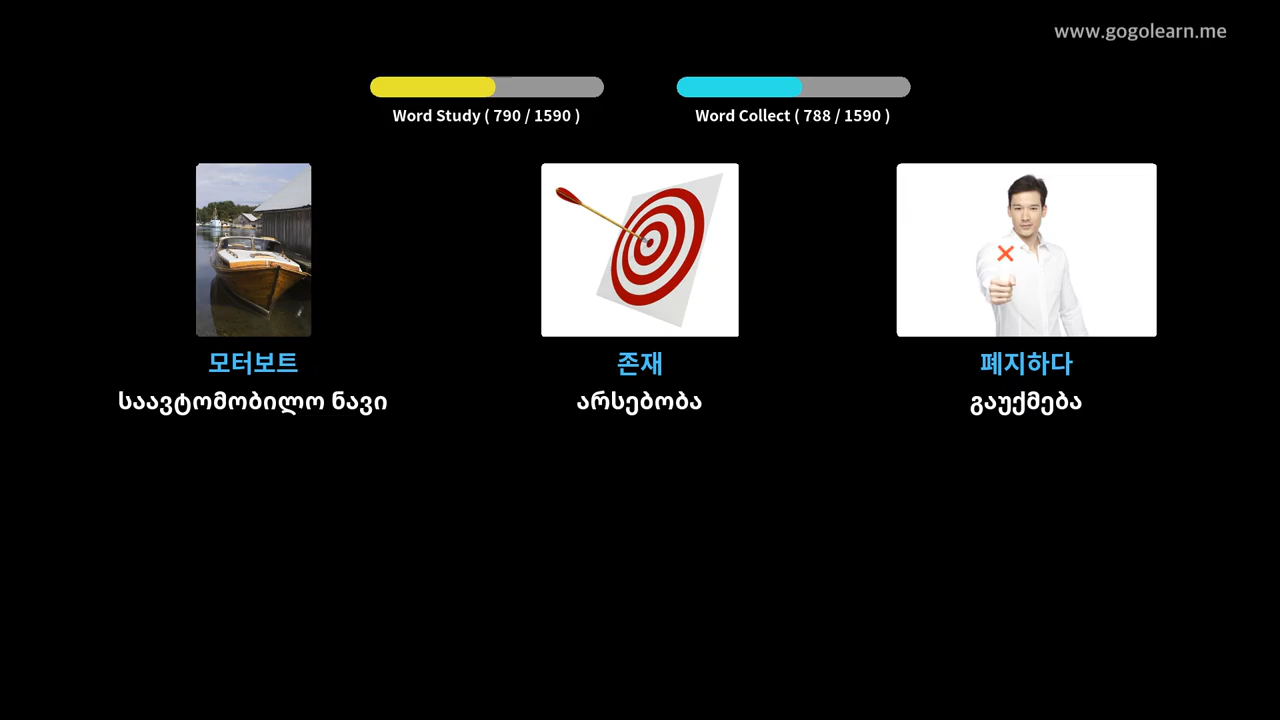 www.gogolearn.me
Word Study ( 790 / 1590 )
Word Collect ( 788 / 1590 )
모터보트
존재
폐지하다
საავტომობილო ნავი
არსებობა
გაუქმება